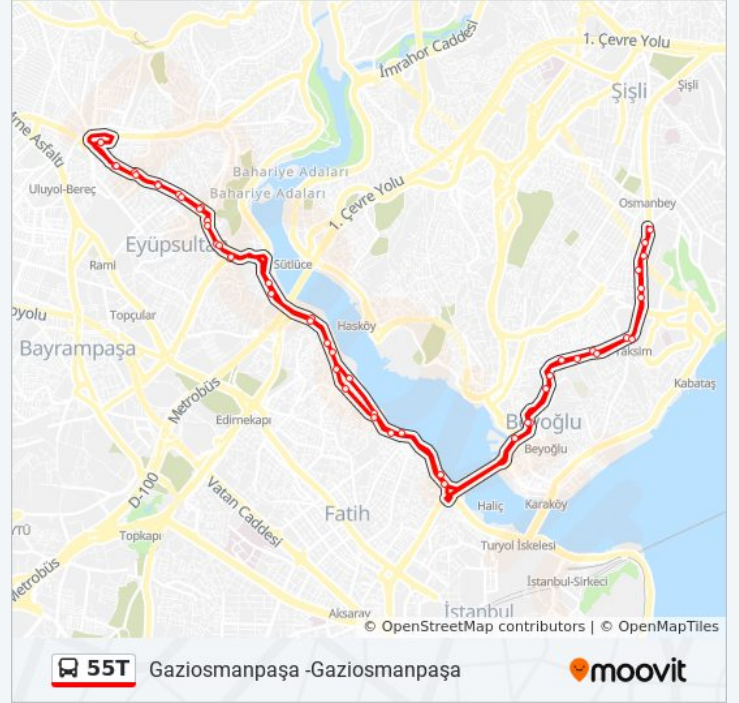 İmrahor Caddesi
1. Çevre Yolu
Şişli
Şişli
Bahariye Adaları
Bahariye Adaları
1. Çevre Yolu
Uluyol-Bereç
Osmanbey
Eyüpsulta
Sütlüce
Rami
Topçular
Hasköy
Bayrampaşa
Taksim
Kabataş
Metrobüs
Edirnekapı
Beyoğlu
Beyoğlu
D-100
Vatan Caddesi
Fatih
Haliç
Karaköy
Topkapı
Turyol İskelesi
Metrobüs
İstanbul-Sirkeci
Aksaray
İstanbul
© OpenStreetMap contributors | © OpenMapTiles
55T Gaziosmanpaşa -Gaziosmanpaşa
moovit